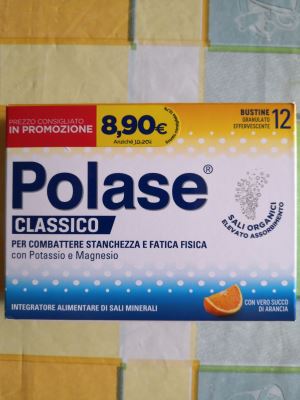 PREZZO CONSIGLIATO
IN PROMOZIONE
8,90€
Anziché 10,20€
BUSTINE
GRANULATO
EFFERVESCENTE
12
Polase®
CLASSICO
PER COMBATTERE STANCHEZZA E FATICA FISICA
con Potassio e Magnesio
SALI ORGANICI
ELEVATO ASSORBIMENTO
INTEGRATORE ALIMENTARE DI SALI MINERALI
CON VERO SUCCO
DI ARANCIA